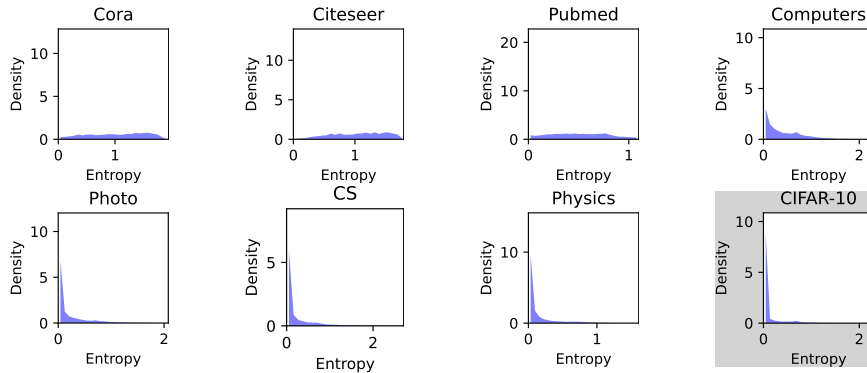 Cora
Citeseer
Pubmed
Computers
Density
10
5
0
0
1
Entropy
Density
10
5
0
0
1
Entropy
Density
20
10
0
0
1
Entropy
Density
10
5
0
0
2
Entropy
Photo
CS
Physics
CIFAR-10
Density
10
5
0
0
2
Entropy
Density
5
0
0
2
Entropy
Density
10
0
0
1
Entropy
Density
10
5
0
0
2
Entropy